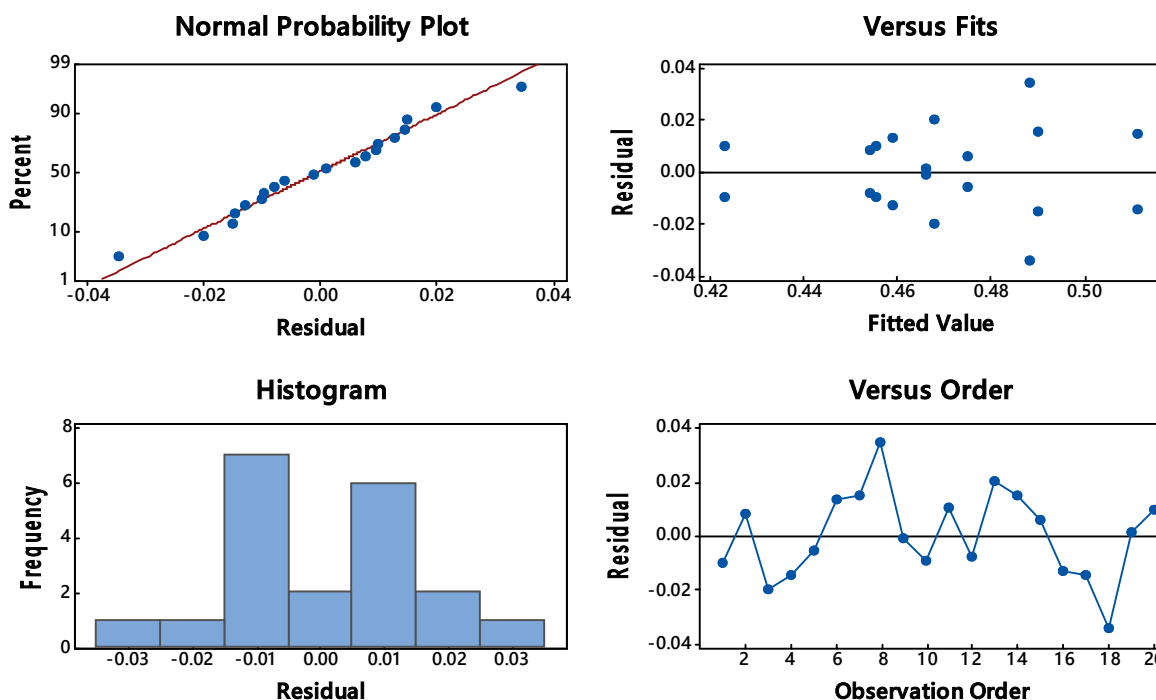 Normal Probability Plot
99
90
50
10
1
Percent
-0.04 -0.02 0.00 0.02 0.04
Residual
Versus Fits
0.04
0.02
0.00
-0.02
-0.04
Residual
0.42 0.44 0.46 0.48 0.50
Fitted Value
Histogram
8
6
4
2
0
Frequency
-0.03 -0.02 -0.01 0.00 0.01 0.02 0.03
Residual
Versus Order
0.04
0.02
0.00
-0.02
-0.04
Residual
2 4 6 8 10 12 14 16 18 20
Observation Order